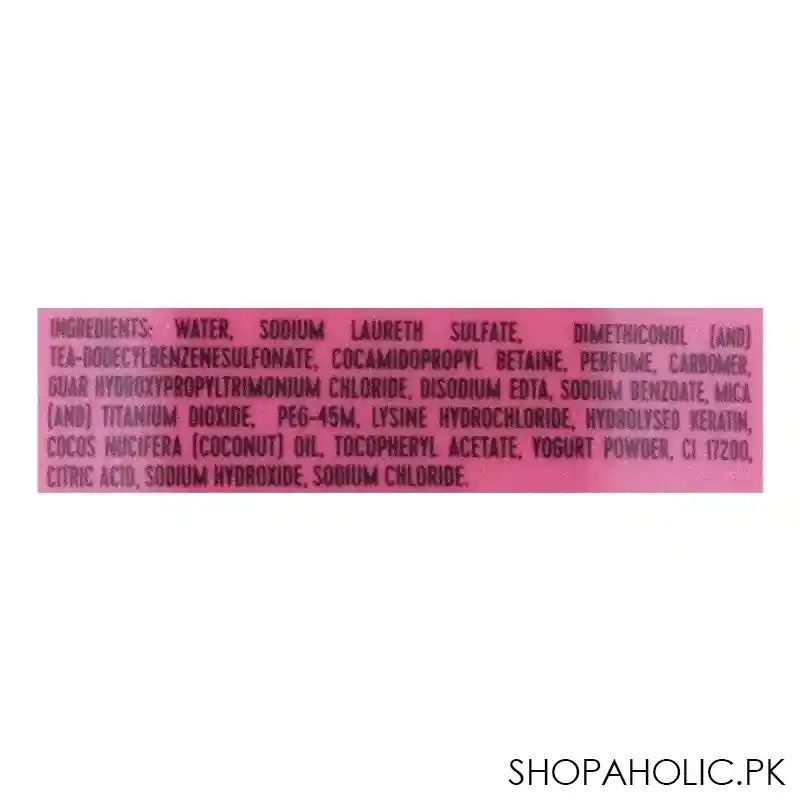 INGREDIENTS: WATER, SODIUM LAURETH SULFATE, DIMETHICONOL (AND)
TEA-DODECYLBENZENESULFONATE, COCAMIDOPROPYL BETAINE, PERFUME, CARBOMER,
GUAR HYDROXYPROPYLTRIMONIUM CHLORIDE, DISODIUM EDTA, SODIUM BENZOATE, MICA
(AND) TITANIUM DIOXIDE, PEG-45M, LYSINE HYDROCHLORIDE, HYDROLYSED KERATIN,
COCOS NUCIFERA (COCONUT) OIL, TOCOPHERYL ACETATE, YOGURT POWDER, CI 17200,
CITRIC ACID, SODIUM HYDROXIDE, SODIUM CHLORIDE.
SHOPAHOLIC.PK